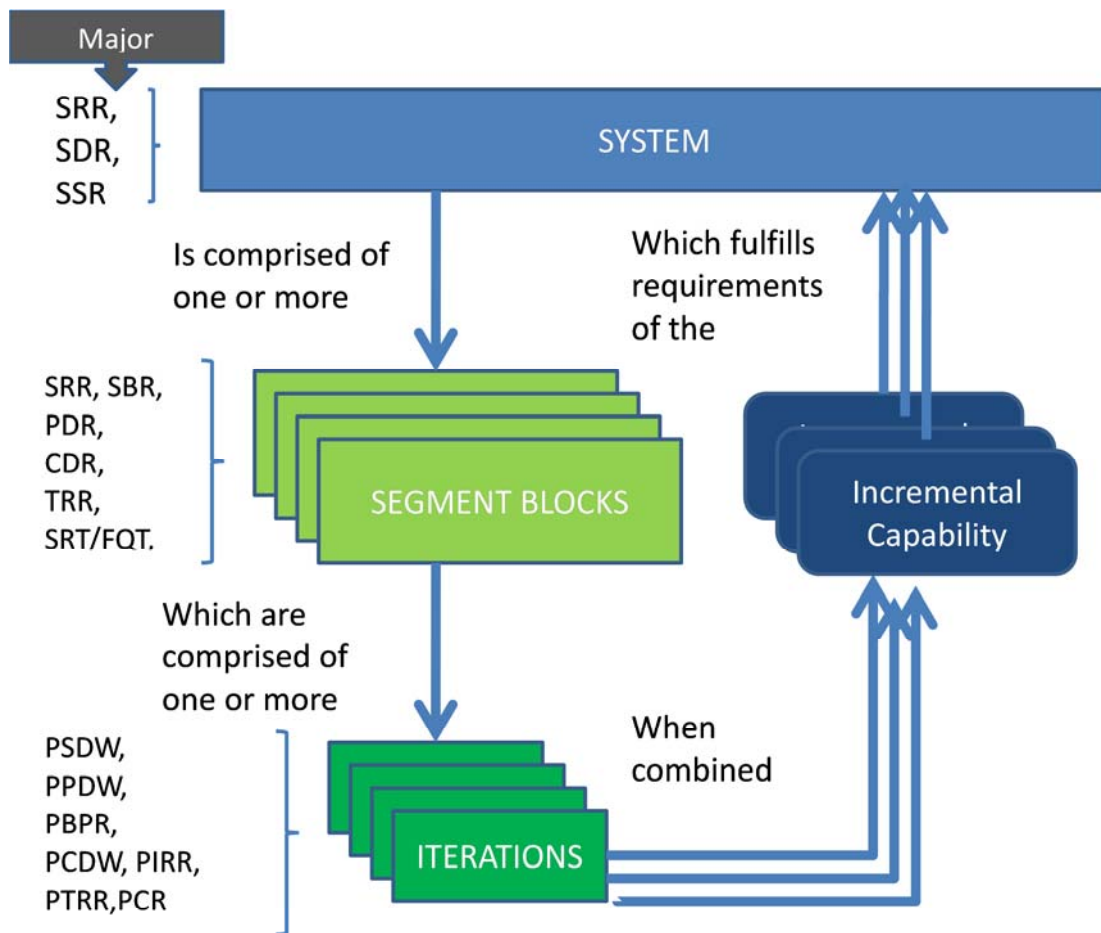 Major
SRR,
SDR,
SSR
SYSTEM
Is comprised of
one or more
Which fulfills
requirements
of the
SRR, SBR,
PDR,
CDR,
TRR,
SRT/FQT,
SEGMENT BLOCKS
Incremental
Capability
Which are
comprised of
one or more
PSDW,
PPDW,
PBPR,
PCDW, PIRR,
PTRR,PCR
ITERATIONS
When
combined